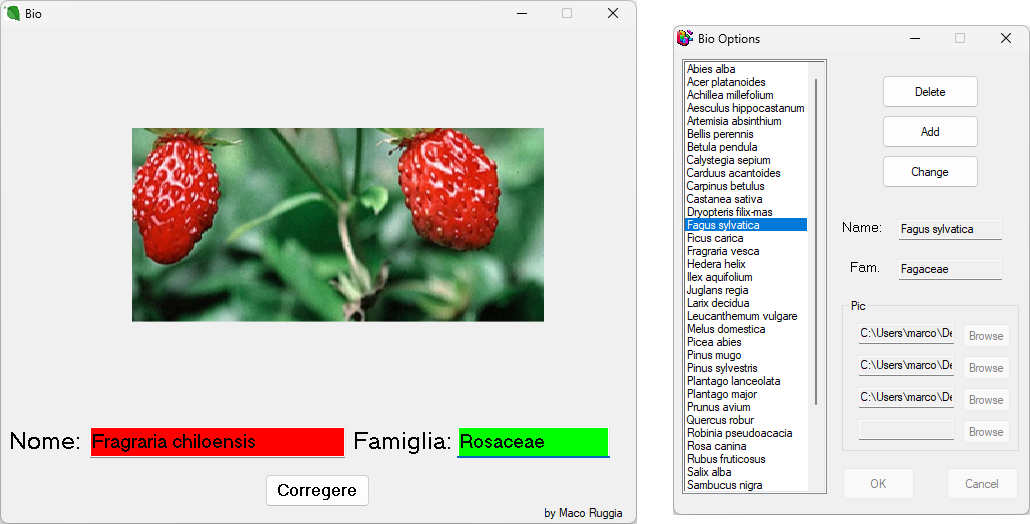 Bio
Nome: Fragraria chiloensis Famiglia: Rosaceae
Corregere
by Maco Ruggia
Bio Options
Abies alba
Acer platanoides
Achillea millefolium
Aesculus hippocastanum
Artemisia absinthium
Bellis perennis
Betula pendula
Calystegia sepium
Carduus acantoides
Carpinus betulus
Castanea sativa
Dryopteris filix-mas
Fagus sylvatica
Ficus carica
Fragraria vesca
Hedera helix
Ilex aquifolium
Juglans regia
Larix decidua
Leucanthemum vulgare
Melus domestica
Picea abies
Pinus mugo
Pinus sylvestris
Plantago lanceolata
Plantago major
Prunus avium
Quercus robur
Robinia pseudoacacia
Rosa canina
Rubus fruticosus
Salix alba
Sambucus nigra
Delete
Add
Change
Name: Fagus sylvatica
Fam. Fagaceae
Pic
C:\Users\marco\De Browse
C:\Users\marco\De Browse
C:\Users\marco\De Browse
Browse
OK Cancel